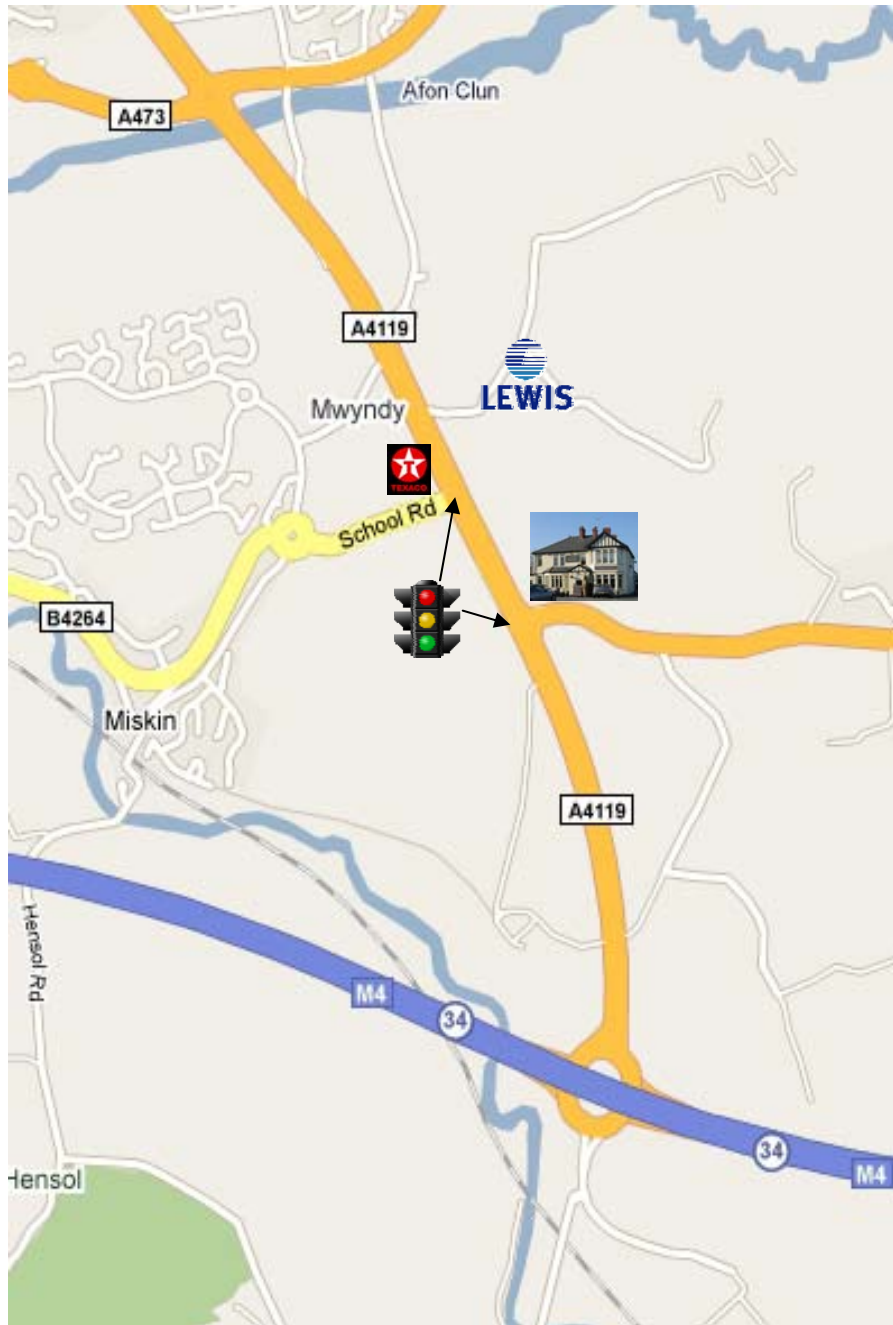 Afon Clun
A473
A4119
LEWIS
Mwyndy
TEXACO
School Rd
B4264
Miskin
A4119
Hensol Rd
M4
34
34
Hensol
M4